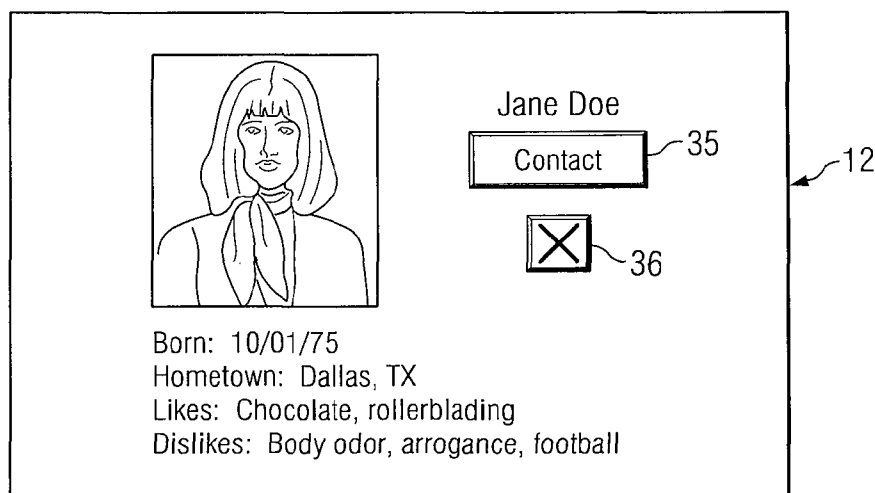 Jane Doe
Contact
35
12
36
Born: 10/01/75
Hometown: Dallas, TX
Likes: Chocolate, rollerblading
Dislikes: Body odor, arrogance, football